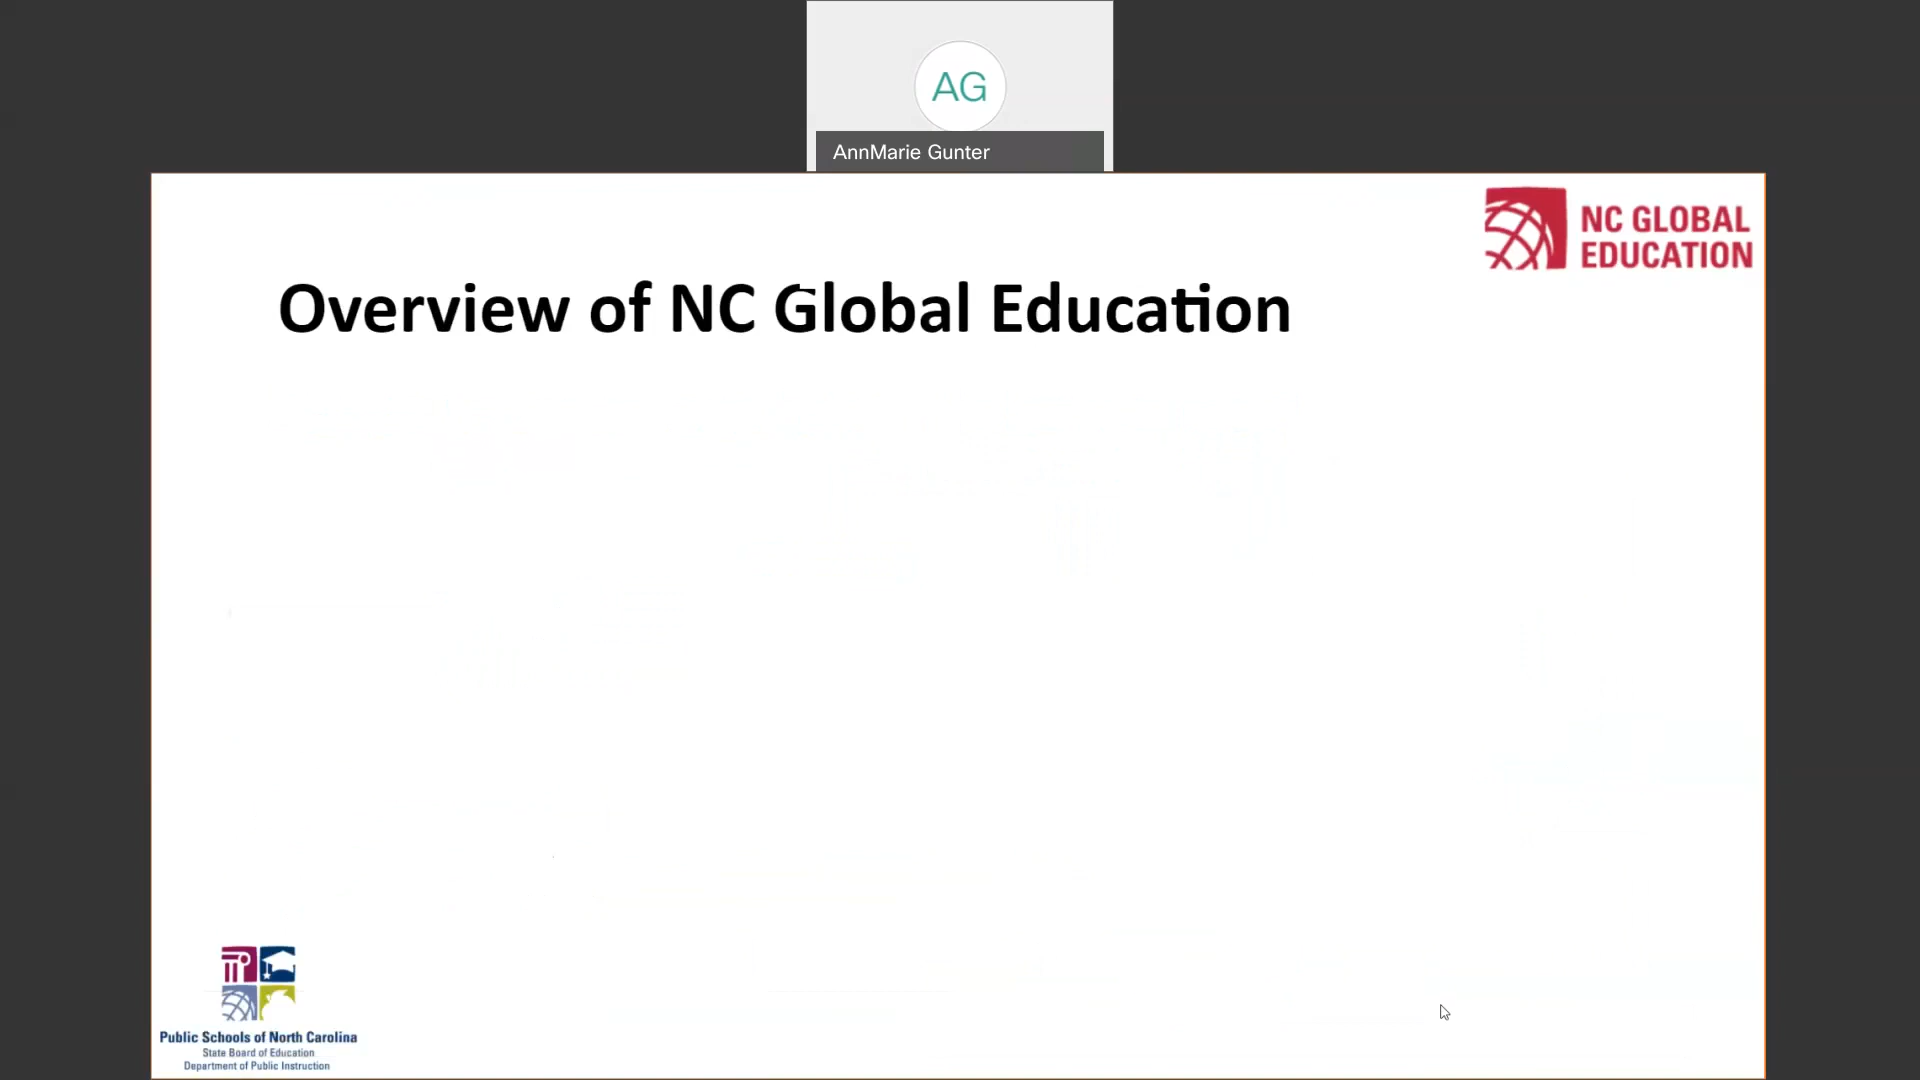 AG
AnnMarie Gunter
NC GLOBAL
EDUCATION
Overview of NC Global Education
Public Schools of North Carolina
State Board of Education
Department of Public Instruction